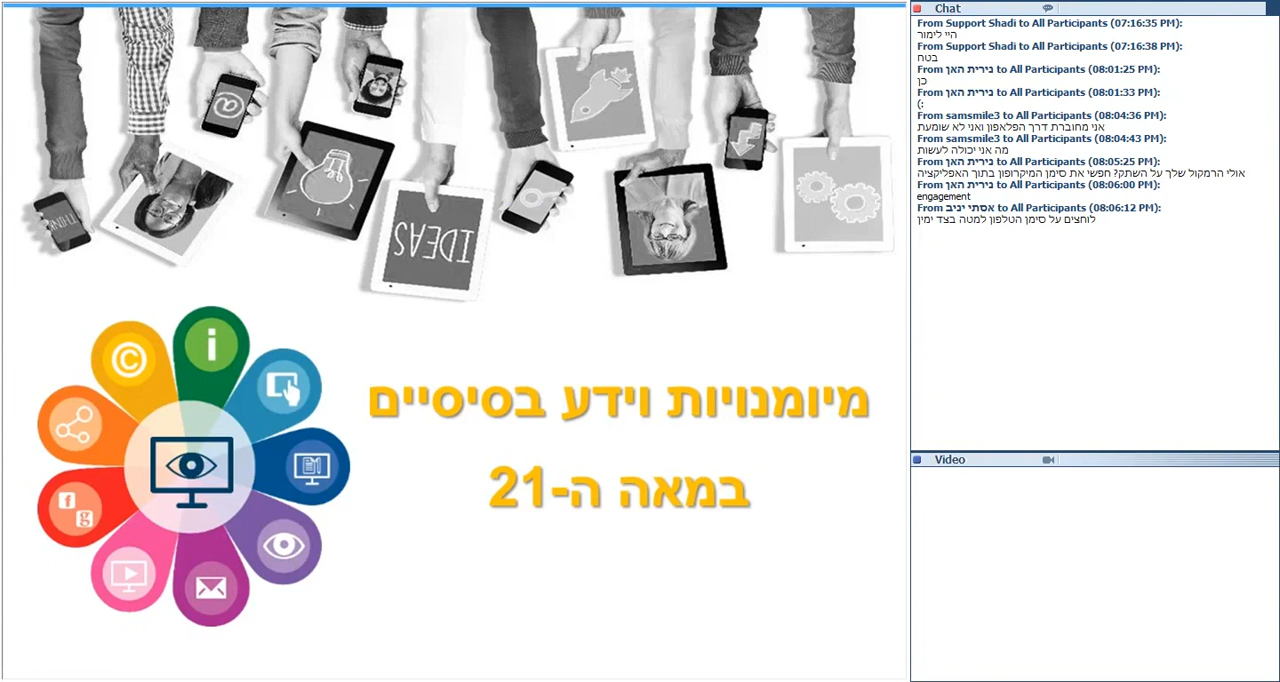 THINK
@
IDEAS
©
i
f
g
מיומנויות וידע בסיסיים
במאה ה-21
Chat
From Support Shadi to All Participants (07:16:35 PM):
היי לימור
From Support Shadi to All Participants (07:16:38 PM):
בטח
From נירית האן to All Participants (08:01:25 PM):
כן
From נירית האן to All Participants (08:01:33 PM):
(:
From samsmile3 to All Participants (08:04:36 PM):
אני מחוברת דרך הפלאפון ואני לא שומעת
From samsmile3 to All Participants (08:04:43 PM):
מה אני יכולה לעשות
From נירית האן to All Participants (08:05:25 PM):
אולי הרמקול שלך על השתק? חפשי את סימן המיקרופון בתוך האפליקציה
From נירית האן to All Participants (08:06:00 PM):
engagement
From אסתי יניב to All Participants (08:06:12 PM):
לוחצים על סימן הטלפון למטה בצד ימין
Video